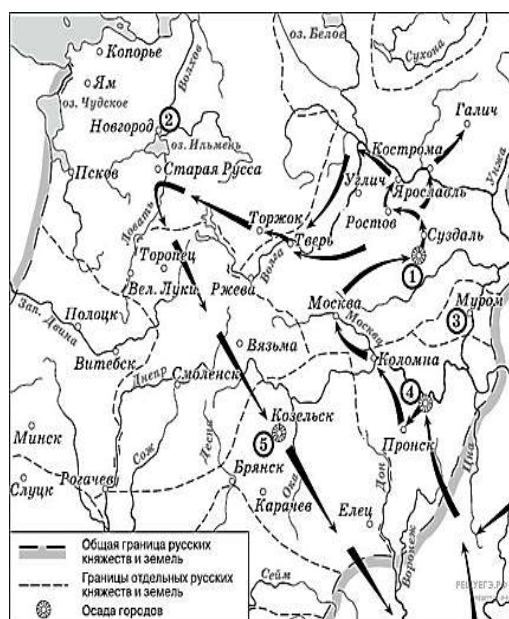 оз. Белое
Сухона
Копорье
Ям
оз. Чудское
Волхов
Новгород
2
оз. Ильмень
Псков
Старая Русса
Галич
Кострома
Углич
Ярославль
Унжа
Ростов
Суздаль
Торжок
Тверь
Волга
Ловать
Торопец
Вел. Луки
Ржева
1
Зап. Двина
Полоцк
Витебск
Москва
Москва
Муром
3
Коломна
Вязьма
Днепр
Смоленск
4
Минск
Сож
Десна
Козельск
5
Пронск
Цна
Слуцк
Рогачев
Брянск
Ока
Карачев
Дон
Елец
Воронеж
Сейм
Общая граница русских
княжеств и земель
Границы отдельных русских
княжеств и земель
Осада городов